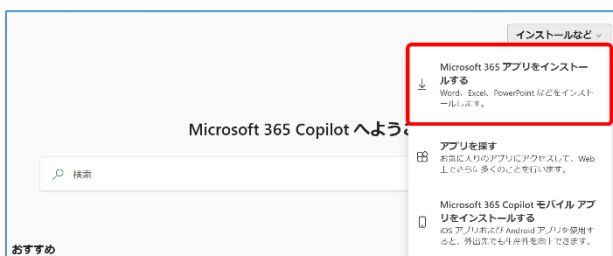 インストールなど
Microsoft 365 アプリをインストー
ルする
Word、Excel、PowerPoint などをインスト
ールします。
Microsoft 365 Copilot へようこ
検索
アプリを探す
お気に入りのアプリにアクセスして、Web
上でさらに多くのことを行います。
Microsoft 365 Copilot モバイル アプ
リをインストールする
iOS アプリおよび Android アプリを使用す
ると、外出先でも生産性を向上できます。
おすすめ